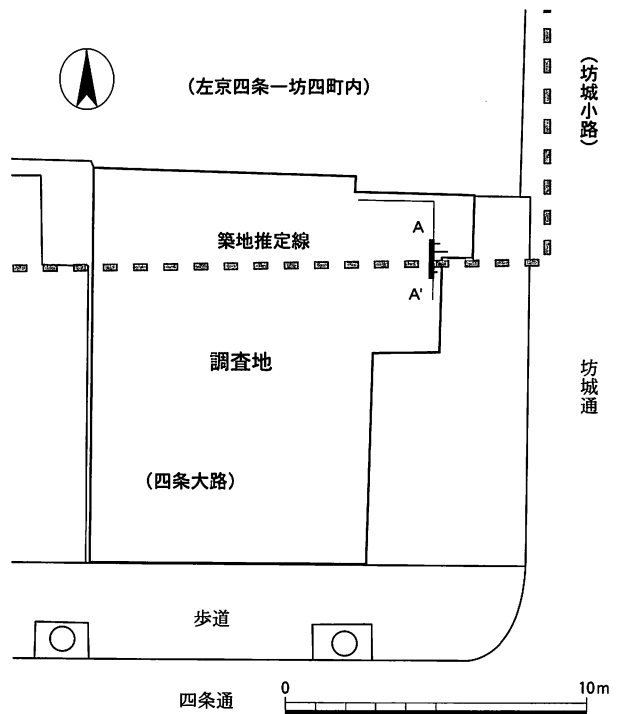 (左京四条一坊四町内)
(坊城小路)
築地推定線
A
A'
調査地
坊城通
(四条大路)
歩道
四条通
0
10m